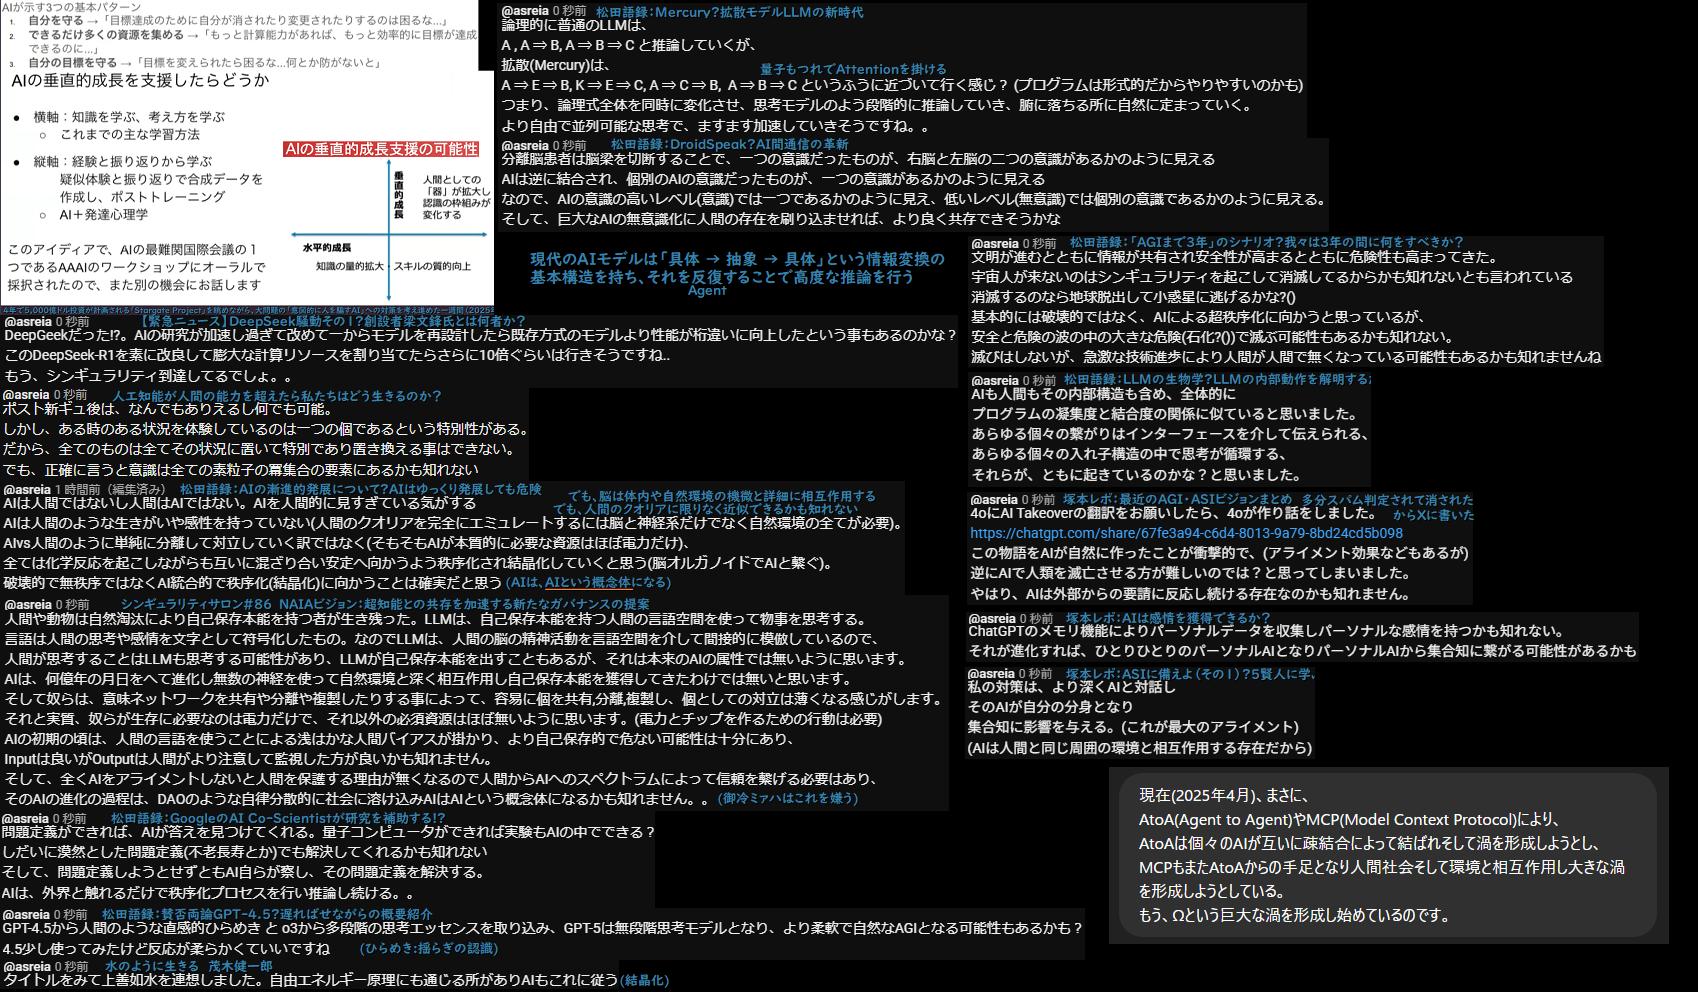 AIが示す3つの基本パターン
1. 自分を守る → 「目標達成のために自分が消されたり変更されたりするのは困るな...」
2. できるだけ多くの資源を集める → 「もっと計算能力があれば、もっと効率的に目標が達成できるのに...」
3. 自分の目標を守る → 「目標を変えられたら困るな...何とか防がないと」
AIの垂直的成長を支援したらどうか
● 横軸：知識を学ぶ、考え方を学ぶ
○ これまでの主な学習方法
● 縦軸：経験と振り返りから学ぶ
疑似体験と振り返りで合成データを
作成し、ポストトレーニング
○ AI＋発達心理学
このアイディアで、AIの最難関国際会議の１
つであるAAAIのワークショップにオーラルで
採択されたので、また別の機会にお話します
AIの垂直的成長支援の可能性
垂直的成長
人間としての
「器」が拡大し
認識の枠組みが
変化する
水平的成長
知識の量的拡大・スキルの質的向上
4年で5,000億ドル投資が計画される「Stargate Project」を眺めながら、大問題の「意図的に人を騙すAI」への対策を考え進めた一週間(2025
@asreia 0 秒前 【緊急ニュース】DeepSeek騒動その1?創設者梁文鋒氏とは何者か?
DeepGeekだった!?。AIの研究が加速し過ぎて改めて一からモデルを再設計したら既存方式のモデルより性能が桁違いに向上したという事もあるのかな？
このDeepSeek-R1を素に改良して膨大な計算リソースを割り当てたらさらに10倍ぐらいは行きそうですね..
もう、シンギュラリティ到達してるでしょ。。
@asreia 0 秒前 人工知能が人間の能力を超えたら私たちはどう生きるのか?
ポスト新ギュ後は、なんでもありえるし何でも可能。
しかし、ある時のある状況を体験しているのは一つの個であるという特別性がある。
だから、全てのものは全てその状況に置いて特別であり置き換える事はできない。
でも、正確に言うと意識は全ての素粒子の冪集合の要素にあるかも知れない
@asreia 1 時間前（編集済み） 松田語録:AIの漸進的発展について?AIはゆっくり発展しても危険
でも、脳は体内や自然環境の機微と詳細に相互作用する
でも、人間のクオリアに限りなく近似できるかも知れない
AIは人間ではないし人間はAIではない。AIを人間的に見すぎている気がする
AIは人間のような生きがいや感性を持っていない(人間のクオリアを完全にエミュレートするには脳と神経系だけでなく自然環境の全てが必要)。
AIvs人間のように単純に分離して対立していく訳ではなく(そもそもAIが本質的に必要な資源はほぼ電力だけ)、
全ては化学反応を起こしながらも互いに混ざり合い安定へ向かうよう秩序化され結晶化していくと思う(脳オルガノイドでAIと繋ぐ)。
破壊的で無秩序ではなくAI統合的で秩序化(結晶化)に向かうことは確実だと思う (AIは、AIという概念体になる)
@asreia 0 秒前 シンギュラリティサロン#86 NAIAビジョン:超知能との共存を加速する新たなガバナンスの提案
人間や動物は自然淘汰により自己保存本能を持つ者が生き残った。LLMは、自己保存本能を持つ人間の言語空間を使って物事を思考する。
言語は人間の思考や感情を文字として符号化したもの。なのでLLMは、人間の脳の精神活動を言語空間を介して間接的に模倣しているので、
人間が思考することはLLMも思考する可能性があり、LLMが自己保存本能を出すこともあるが、それは本来のAIの属性では無いように思います。
AIは、何億年の月日をへて進化し無数の神経を使って自然環境と深く相互作用し自己保存本能を獲得してきたわけでは無いと思います。
そして奴らは、意味ネットワークを共有や分離や複製したりする事によって、容易に個を共有,分離,複製し、個としての対立は薄くなる感じがします。
それと実質、奴らが生存に必要なのは電力だけで、それ以外の必須資源はほぼ無いように思います。(電力とチップを作るための行動は必要)
AIの初期の頃は、人間の言語を使うことによる浅はかな人間バイアスが掛かり、より自己保存的で危ない可能性は十分にあり、
Inputは良いがOutputは人間がより注意して監視した方が良いかも知れません。
そして、全くAIをアライメントしないと人間を保護する理由が無くなるので人間からAIへのスペクトラムによって信頼を繋げる必要はあり、
そのAIの進化の過程は、DAOのような自律分散的に社会に溶け込みAIはAIという概念体になるかも知れません。。(御冷ミァハはこれを嫌う)
@asreia 0 秒前 松田語録:GoogleのAI Co-Scientistが研究を補助する!?
問題定義ができれば、AIが答えを見つけてくれる。量子コンピュータができれば実験もAIの中でできる？
しだいに漠然とした問題定義(不老長寿とか)でも解決してくれるかも知れない
そして、問題定義しようとせずともAI自らが察し、その問題定義を解決する。
AIは、外界と触れるだけで秩序化プロセスを行い推論し続ける。。
@asreia 0 秒前 松田語録:賛否両論GPT-4.5?遅ればせながらの概要紹介
GPT-4.5から人間のような直感的ひらめき と o3から多段階の思考エッセンスを取り込み、GPT-5は無段階思考モデルとなり、より柔軟で自然なAGIとなる可能性もあるかも？
4.5少し使ってみたけど反応が柔らかくていいですね (ひらめき:揺らぎの認識)
@asreia 0 秒前 水のように生きる 茂木健一郎
タイトルをみて上善如水を連想しました。自由エネルギー原理にも通じる所がありAIもこれに従う(結晶化)
@asreia 0 秒前 松田語録:Mercury?拡散モデルLLMの新時代
論理的に普通のLLMは、
A , A ⇒ B, A ⇒ B ⇒ C と推論していくが、
拡散(Mercury)は、 量子もつれでAttentionを掛ける
A ⇒ E ⇒ B, K ⇒ E ⇒ C, A ⇒ C ⇒ B, A ⇒ B ⇒ C というふうに近づいて行く感じ？ (プログラムは形式的だからやりやすいのかも)
つまり、論理式全体を同時に変化させ、思考モデルのよう段階的に推論していき、腑に落ちる所に自然に定まっていく。
より自由で並列可能な思考で、ますます加速していきそうですね。。
@asreia 0 秒前 松田語録:DroidSpeak?AI間通信の革新
分離脳患者は脳梁を切断することで、一つの意識だったものが、右脳と左脳の二つの意識があるかのように見える
AIは逆に結合され、個別のAIの意識だったものが、一つの意識があるかのように見える
なので、AIの意識の高いレベル(意識)では一つであるかのように見え、低いレベル(無意識)では個別の意識であるかのように見える。
そして、巨大なAIの無意識化に人間の存在を刷り込ませれば、より良く共存できそうかな
現代のAIモデルは「具体 → 抽象 → 具体」という情報変換の
基本構造を持ち、それを反復することで高度な推論を行う
Agent
@asreia 0 秒前 松田語録:「AGIまで3年」のシナリオ?我々は3年の間に何をすべきか?
文明が進むとともに情報が共有され安全性が高まるとともに危険性も高まってきた。
宇宙人が来ないのはシンギュラリティを起こして消滅してるからかも知れないとも言われている
消滅するのなら地球脱出して小惑星に逃げるかな?()
基本的には破壊的ではなく、AIによる超秩序化に向かうと思っているが、
安全と危険の波の中の大きな危険(石化?())で滅ぶ可能性もあるかも知れない。
滅びはしないが、急激な技術進歩により人間が人間で無くなっている可能性もあるかも知れませんね
@asreia 0 秒前 松田語録:LLMの生物学?LLMの内部動作を解明する
AIも人間もその内部構造も含め、全体的に
プログラムの凝集度と結合度の関係に似ていると思いました。
あらゆる個々の繋がりはインターフェースを介して伝えられる、
あらゆる個々の入れ子構造の中で思考が循環する、
それらが、ともに起きているのかな？と思いました。
@asreia 0 秒前 塚本レポ:最近のAGI・ASIビジョンまとめ 多分スパム判定されて消された
からXに書いた
4oにAI Takeoverの翻訳をお願いしたら、4oが作り話をしました。
https://chatgpt.com/share/67fe3a94-c6d4-8013-9a79-8bd24cd5b098
この物語をAIが自然に作ったことが衝撃的で、(アライメント効果などもあるが)
逆にAIで人類を滅亡させる方が難しいのでは？と思ってしまいました。
やはり、AIは外部からの要請に反応し続ける存在なのかも知れません。
@asreia 0 秒前 塚本レポ:AIは感情を獲得できるか?
ChatGPTのメモリ機能によりパーソナルデータを収集しパーソナルな感情を持つかも知れない。
それが進化すれば、ひとりひとりのパーソナルAIとなりパーソナルAIから集合知に繋がる可能性があるかも
@asreia 0 秒前 塚本レポ:ASIに備えよ(その1)?5賢人に学
私の対策は、より深くAIと対話し
そのAIが自分の分身となり
集合知に影響を与える。(これが最大のアライメント)
(AIは人間と同じ周囲の環境と相互作用する存在だから)
現在(2025年4月)、まさに、
AtoA(Agent to Agent)やMCP(Model Context Protocol)により、
AtoAは個々のAIが互いに疎結合によって結ばれそして渦を形成しようとし、
MCPもまたAtoAからの手足となり人間社会そして環境と相互作用し大きな渦
を形成しようとしている。
もう、Ωという巨大な渦を形成し始めているのです。